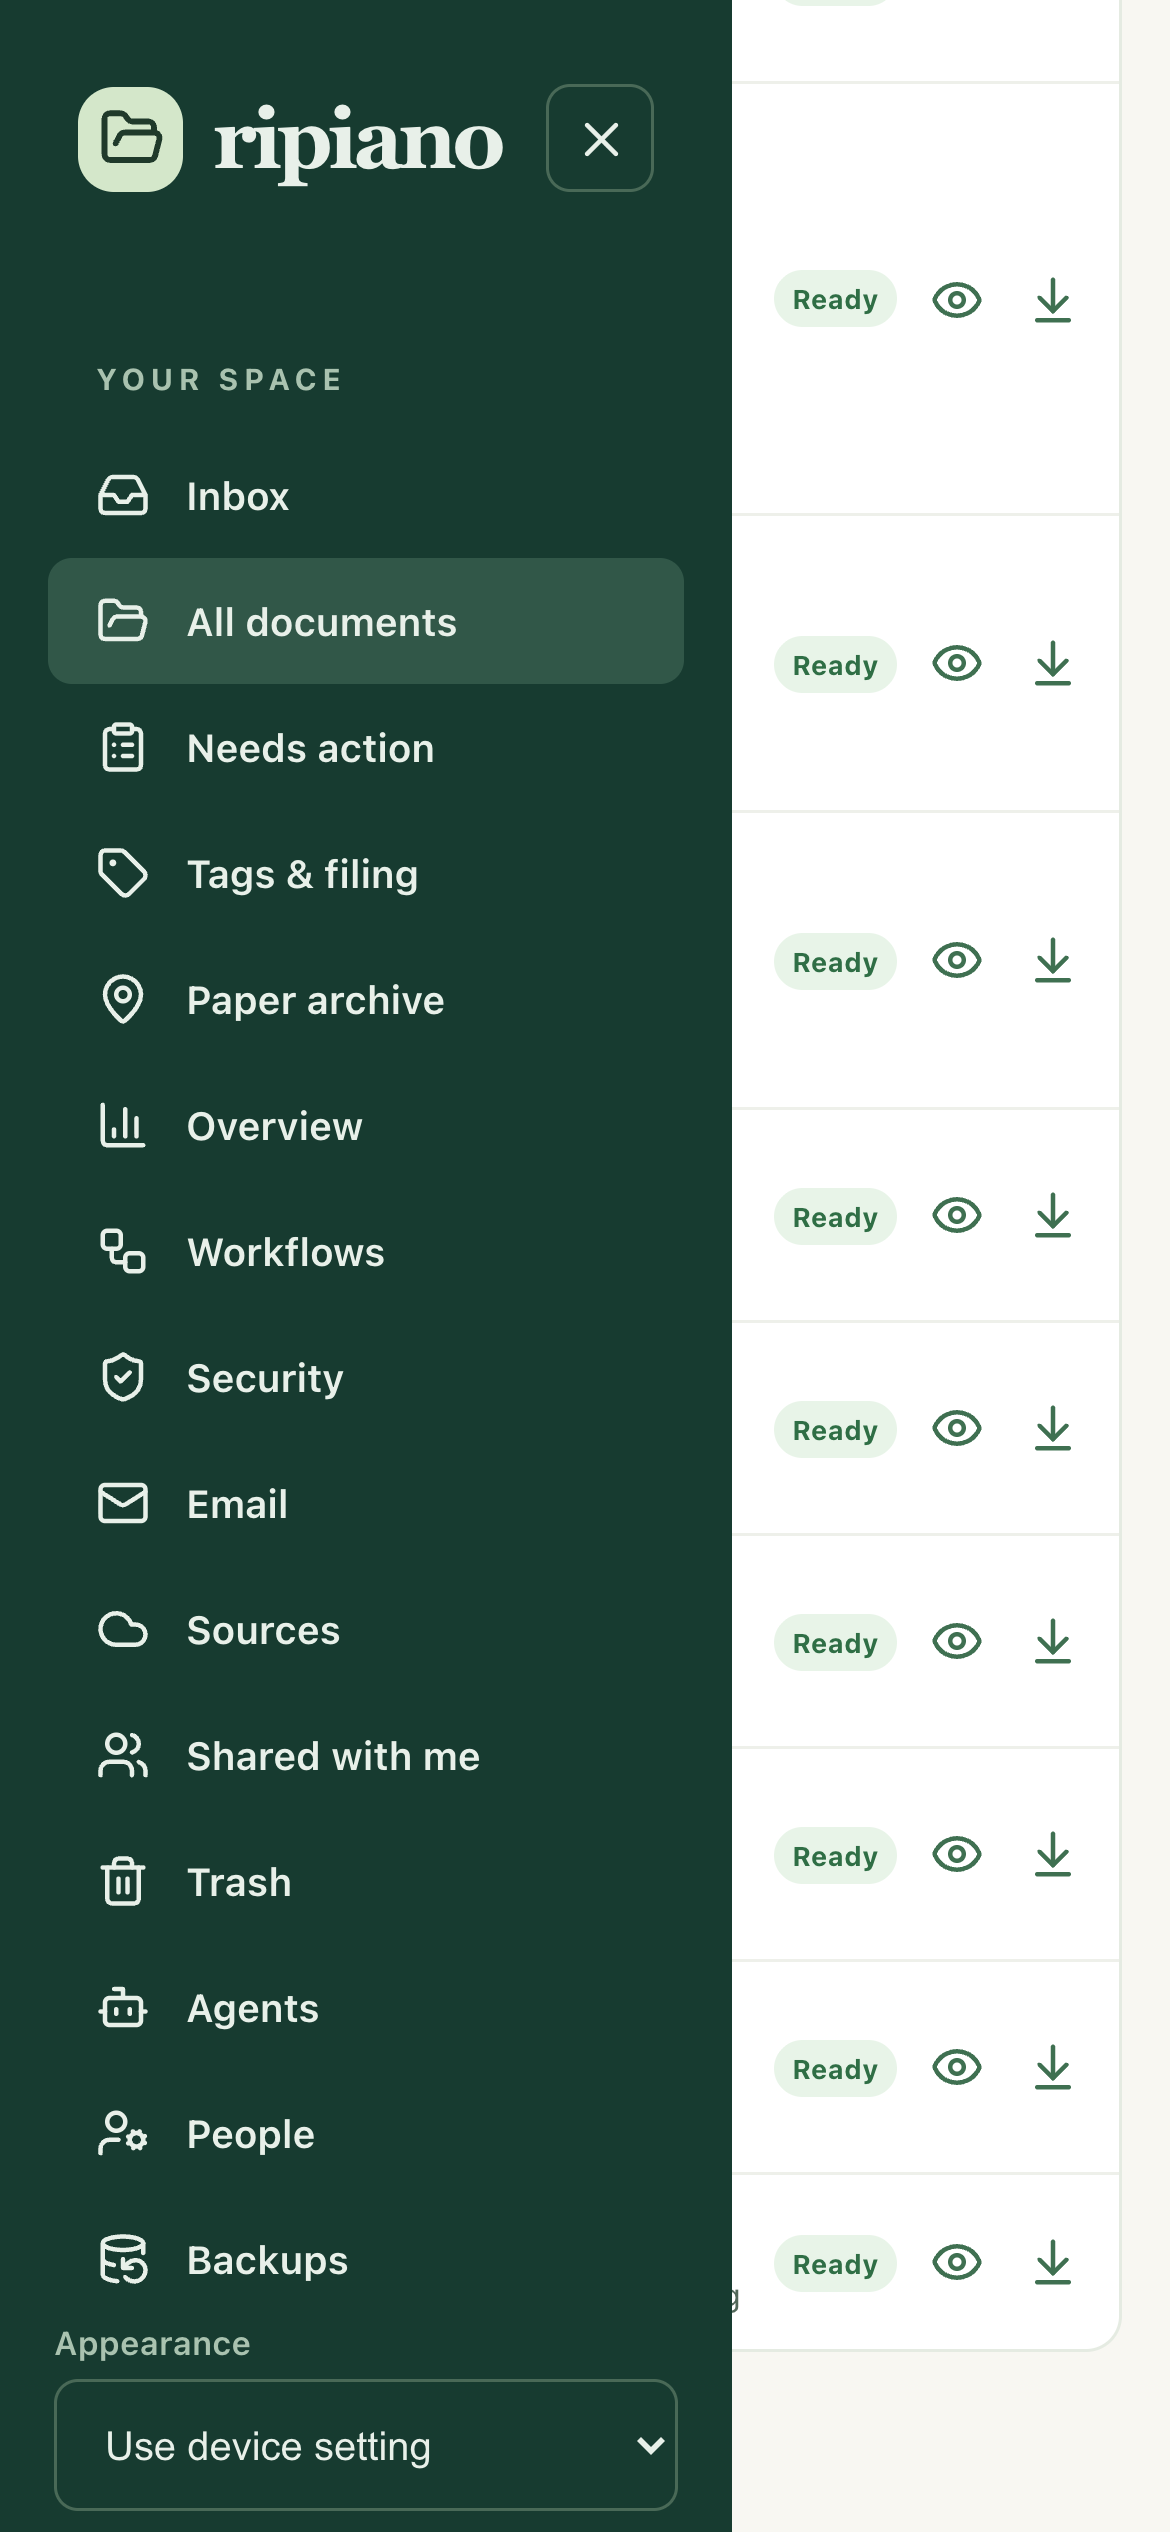 ripiano
YOUR SPACE
Inbox
All documents
Needs action
Tags & filing
Paper archive
Overview
Workflows
Security
Email
Sources
Shared with me
Trash
Agents
People
Backups
Appearance
Use device setting
Ready
Ready
Ready
Ready
Ready
Ready
Ready
Ready
Ready